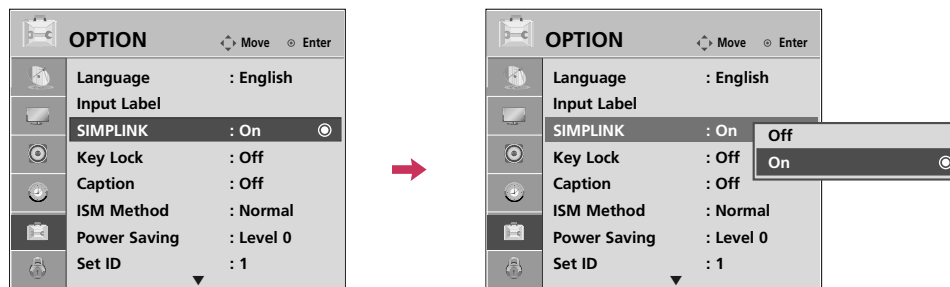 OPTION Move Enter
Language : English
Input Label
SIMPLINK : On
Key Lock : Off
Caption : Off
ISM Method : Normal
Power Saving : Level 0
Set ID : 1
OPTION Move Enter
Language : English
Input Label
SIMPLINK : On
Key Lock : Off
Caption : Off
ISM Method : Normal
Power Saving : Level 0
Set ID : 1
Off
On